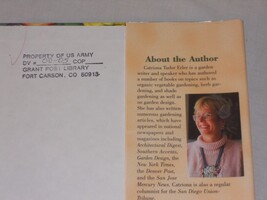 PROPERTY OF US ARMY
DV # COP
GRANT POST LIBRARY
FORT CARSON, CO 80913
About the Author
Catriona Tudor Erler is a garden
writer and speaker who has authored
a number of books on topics such as
organic vegetable gardening, herb gar-
dening, and shade
gardening as well as
on garden design.
She has also written
numerous gardening
articles, which have
appeared in national
newspapers and
magazines including
Architectural Digest,
Southern Accents,
Garden Design, the
New York Times,
the Denver Post,
and the San Jose
Mercury News. Catriona is also a regular
columnist for the San Diego Union-
Tribune.